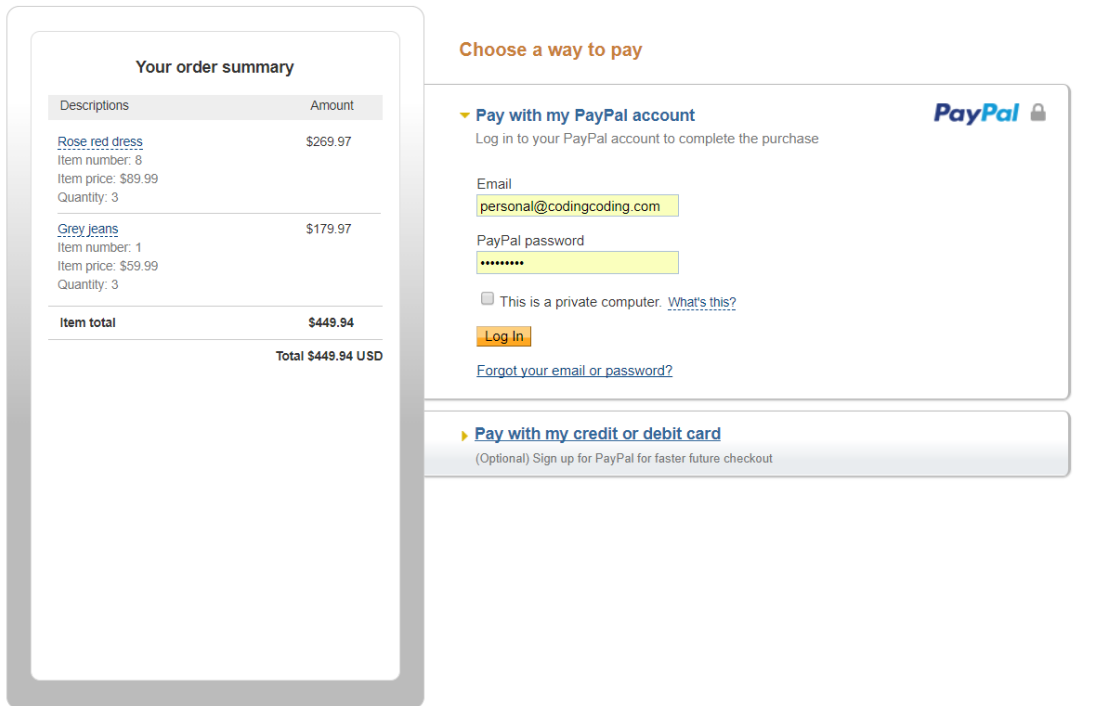 Your order summary
Descriptions Amount
Rose red dress $269.97
Item number: 8
Item price: $89.99
Quantity: 3
Grey jeans $179.97
Item number: 1
Item price: $59.99
Quantity: 3
Item total $449.94
Total $449.94 USD
Choose a way to pay
Pay with my PayPal account PayPal
Log in to your PayPal account to complete the purchase
Email
personal@codingcoding.com
PayPal password
•••••••••
This is a private computer. What's this?
Log In
Forgot your email or password?
Pay with my credit or debit card
(Optional) Sign up for PayPal for faster future checkout